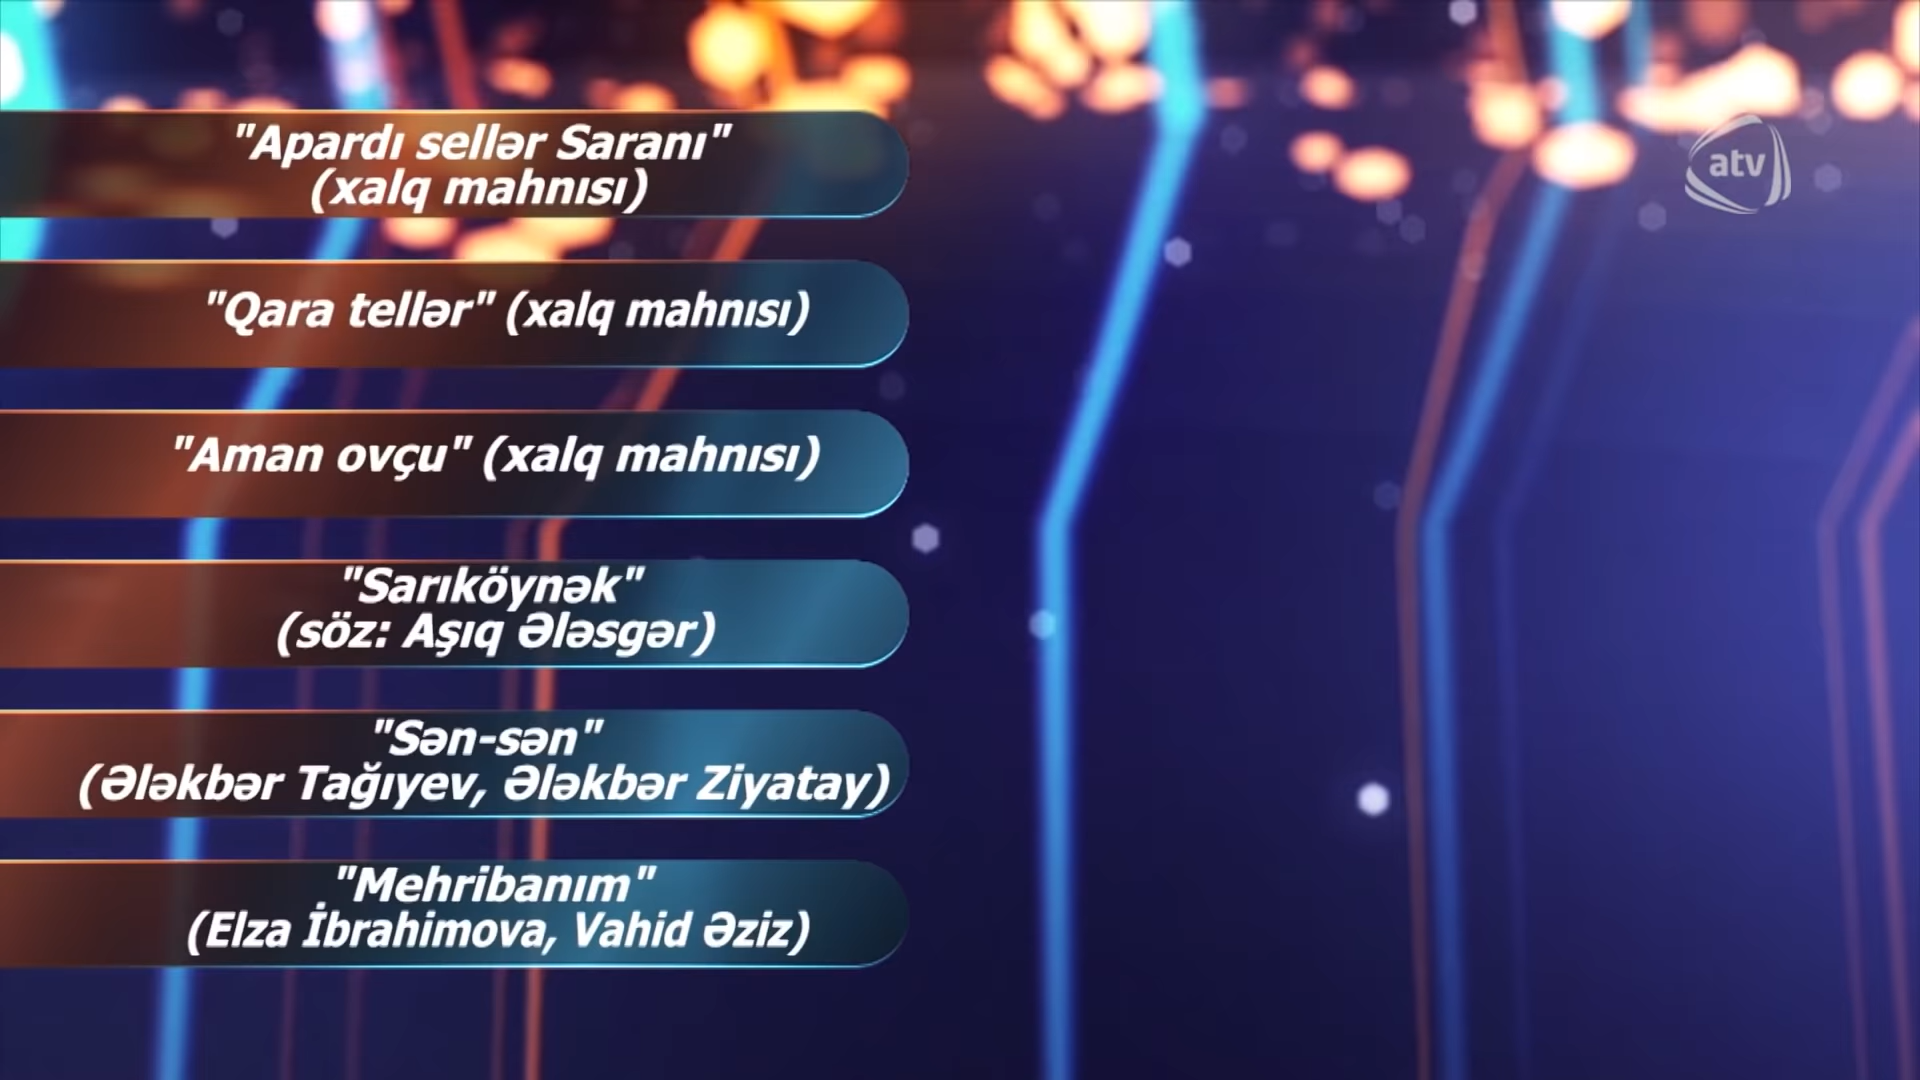 "Apardı sellər Saranı"
(xalq mahnısı)
"Qara tellər" (xalq mahnısı)
"Aman ovçu" (xalq mahnısı)
"Sarıköynək"
(söz: Aşıq Ələsgər)
"Sən-sən"
(Ələkbər Tağıyev, Ələkbər Ziyatay)
"Mehribanım"
(Elza İbrahimova, Vahid Əziz)
atv